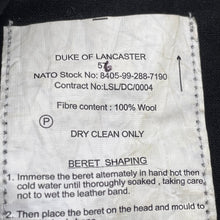 DUKE OF LANCASTER
NATO Stock No: 8405-99-288-7190
Contract No:LSL/DC/0004
Fibre content : 100% Wool
DRY CLEAN ONLY
BERET SHAPING
1. Immerse the beret alternately in hand hot then
cold water until thoroughly soaked , taking care
not to wet the leather band.
2. Then place the beret on the head and mould to